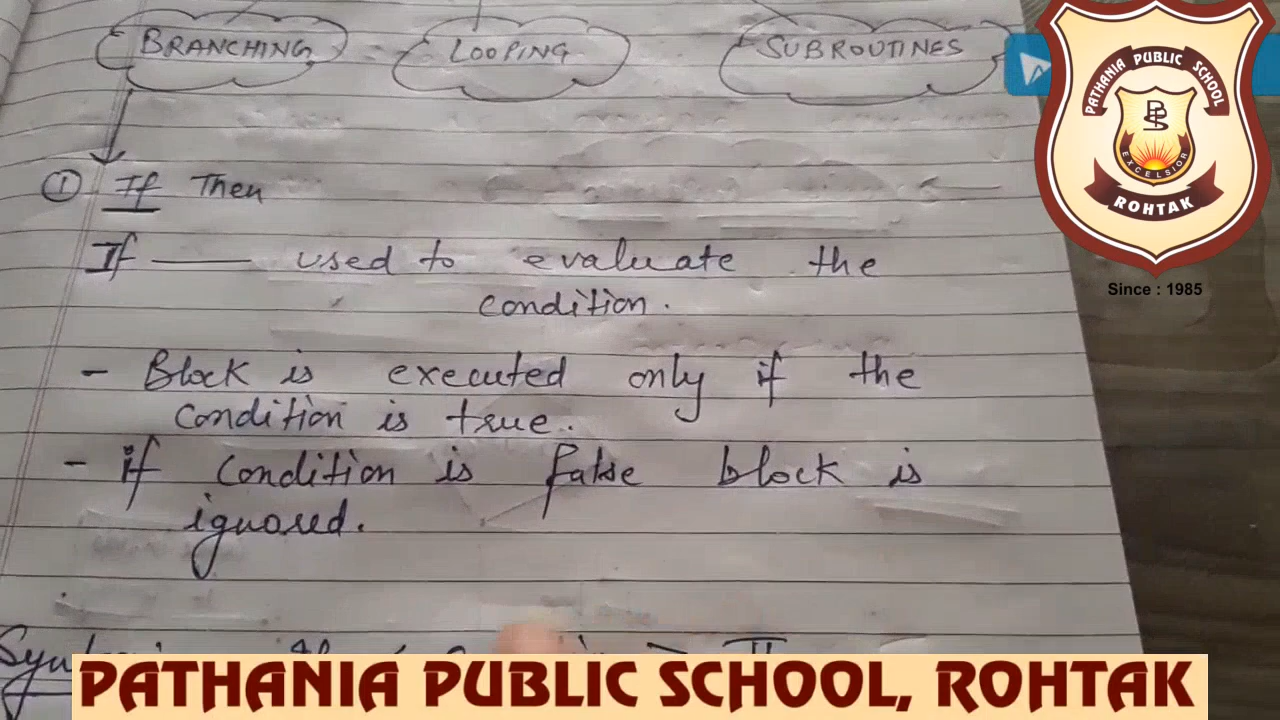 BRANCHING LOOPING SUBROUTINES
① If Then
If —— used to evaluate the
condition.
- Block is executed only if the
condition is true.
- if condition is false block is
ignored.
PATHANIA PUBLIC SCHOOL
PBS
EXCELSIOR
ROHTAK
Since : 1985
PATHANIA PUBLIC SCHOOL, ROHTAK